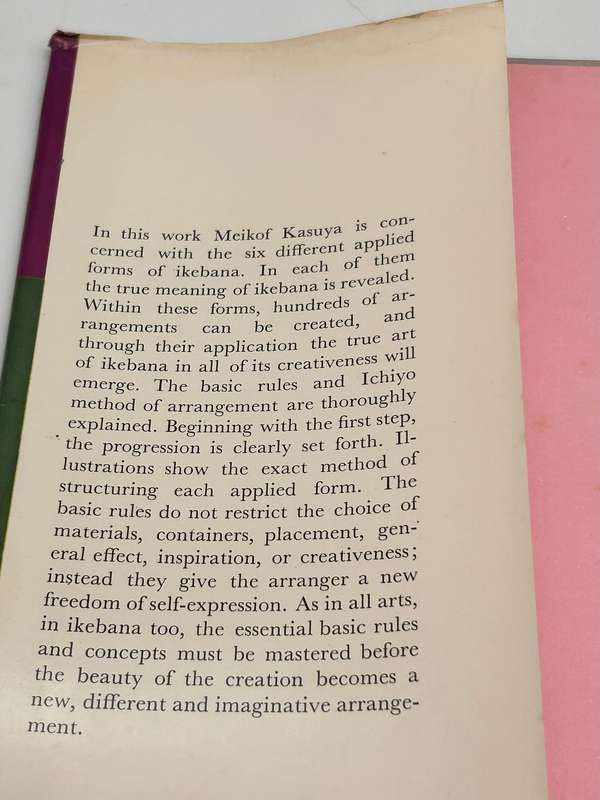 In this work Meikof Kasuya is con-
cerned with the six different applied
forms of ikebana. In each of them
the true meaning of ikebana is revealed.
Within these forms, hundreds of ar-
rangements can be created, and
through their application the true art
of ikebana in all of its creativeness will
emerge. The basic rules and Ichiyo
method of arrangement are thoroughly
explained. Beginning with the first step,
the progression is clearly set forth. Il-
lustrations show the exact method of
structuring each applied form. The
basic rules do not restrict the choice of
materials, containers, placement, gen-
eral effect, inspiration, or creativeness;
instead they give the arranger a new
freedom of self-expression. As in all arts,
in ikebana too, the essential basic rules
and concepts must be mastered before
the beauty of the creation becomes a
new, different and imaginative arrange-
ment.